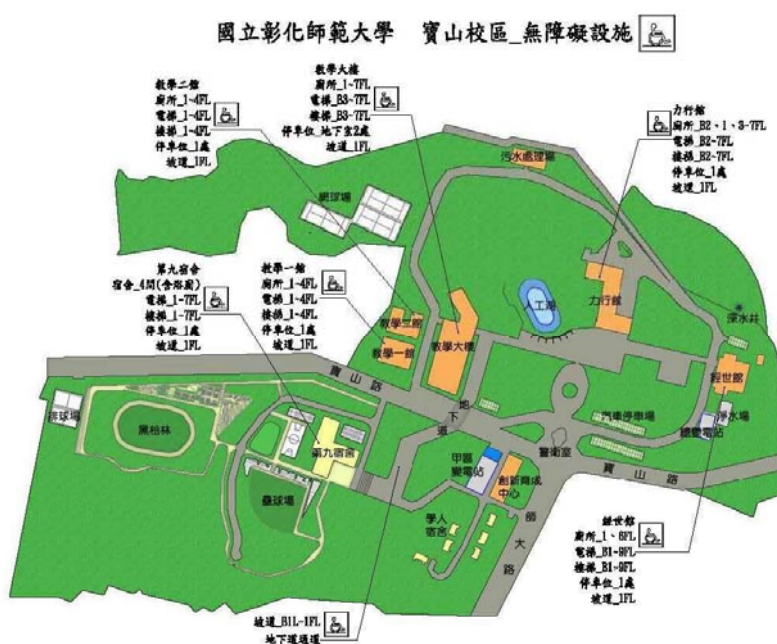 國立彰化師範大學 寶山校區_無障礙設施
教學二館
廁所_1~4FL
電梯_1~4FL
樓梯_1~4FL
停車位_1處
坡道_1FL
教學大樓
廁所_1~7FL
電梯_B3~7FL
樓梯_B3~7FL
停車位_地下室2處
坡道_1FL
力行館
廁所_B2、1、3~7FL
電梯_B2~7FL
樓梯_B2~7FL
停車位_1處
坡道_1FL
污水處理場
網球場
第九宿舍
宿舍_4間(含浴廁)
電梯_1~7FL
樓梯_1~7FL
停車位_1處
坡道_1FL
教學一館
廁所_1~4FL
電梯_1~4FL
樓梯_1~4FL
停車位_1處
坡道_1FL
人工湖
力行館
深水井
教學二館
教學一館
教學大樓
經世館
寶山路
排球場
黑柏林
地下道
汽車停車場
淨水場
總變電站
第九宿舍
甲區
變電站
警衛室
寶山路
創新育成
中心
壘球場
學人
宿舍
師大路
經世館
廁所_1、6FL
電梯_B1~9FL
樓梯_B1~9FL
停車位_1處
坡道_1FL
坡道_B1L~1FL
地下道通道